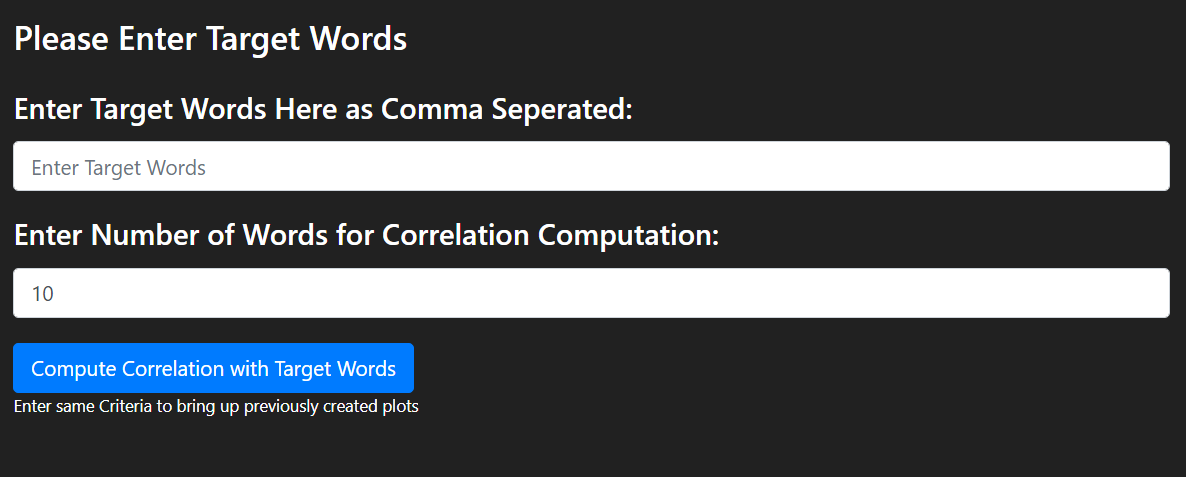 Please Enter Target Words
Enter Target Words Here as Comma Seperated:
Enter Target Words
Enter Number of Words for Correlation Computation:
10
Compute Correlation with Target Words
Enter same Criteria to bring up previously created plots